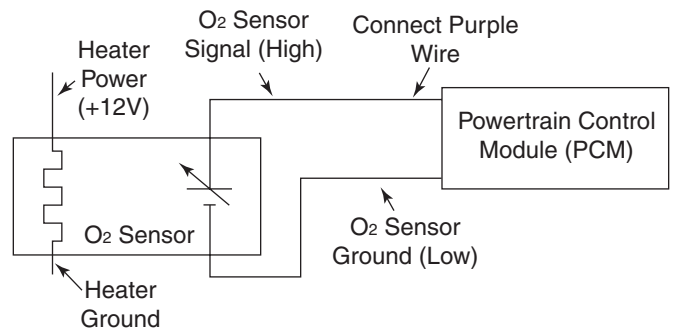 O2 Sensor
Signal (High)
Connect Purple
Wire
Heater
Power
(+12V)
Powertrain Control
Module (PCM)
O2 Sensor
O2 Sensor
Ground (Low)
Heater
Ground